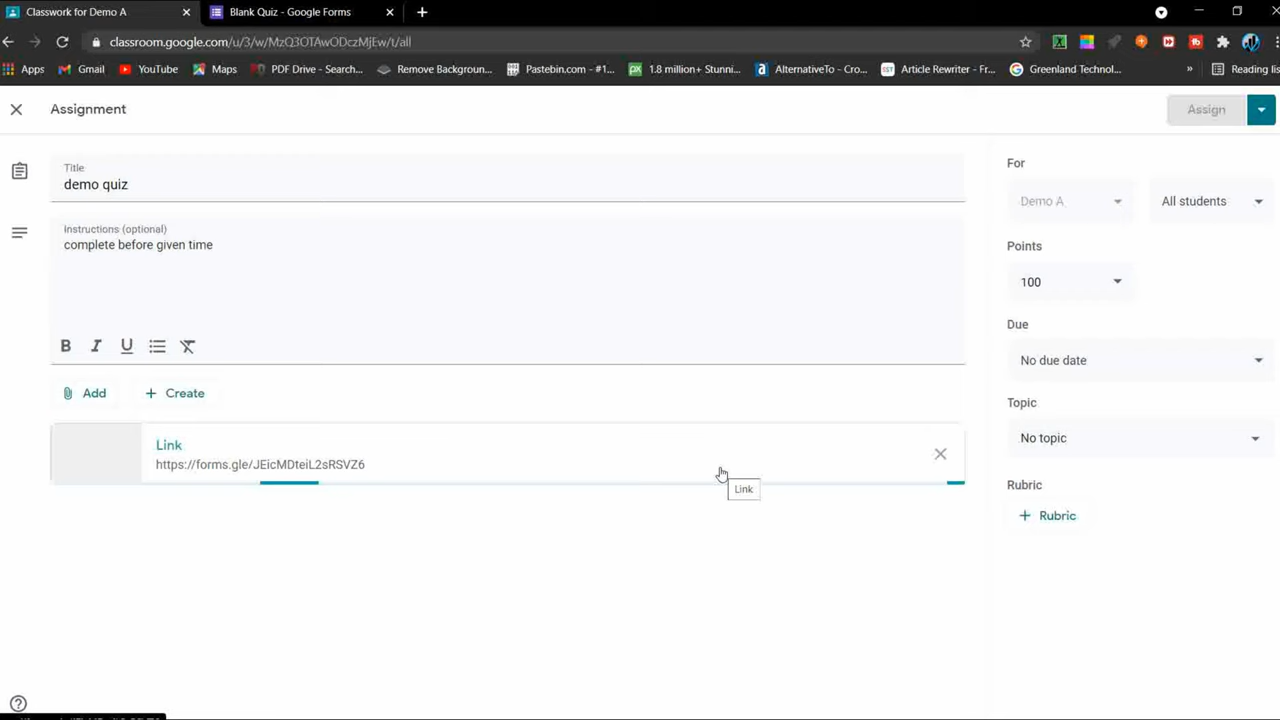 Classwork for Demo A
Blank Quiz - Google Forms
classroom.google.com/u/3/w/MzQ3OTAwODczMjEw/t/all
Apps
Gmail
YouTube
Maps
PDF Drive - Search...
Remove Backgroun...
Pastebin.com - #1...
1.8 million+ Stunni...
AlternativeTo - Cro...
Article Rewriter - Fr...
Greenland Technol...
»
Reading list
Assignment
Assign
Title
demo quiz
Instructions (optional)
complete before given time
B I U
Add
Create
Link
https://forms.gle/JEicMDteiL2sRSVZ6
Link
For
Demo A
All students
Points
100
Due
No due date
Topic
No topic
Rubric
Rubric